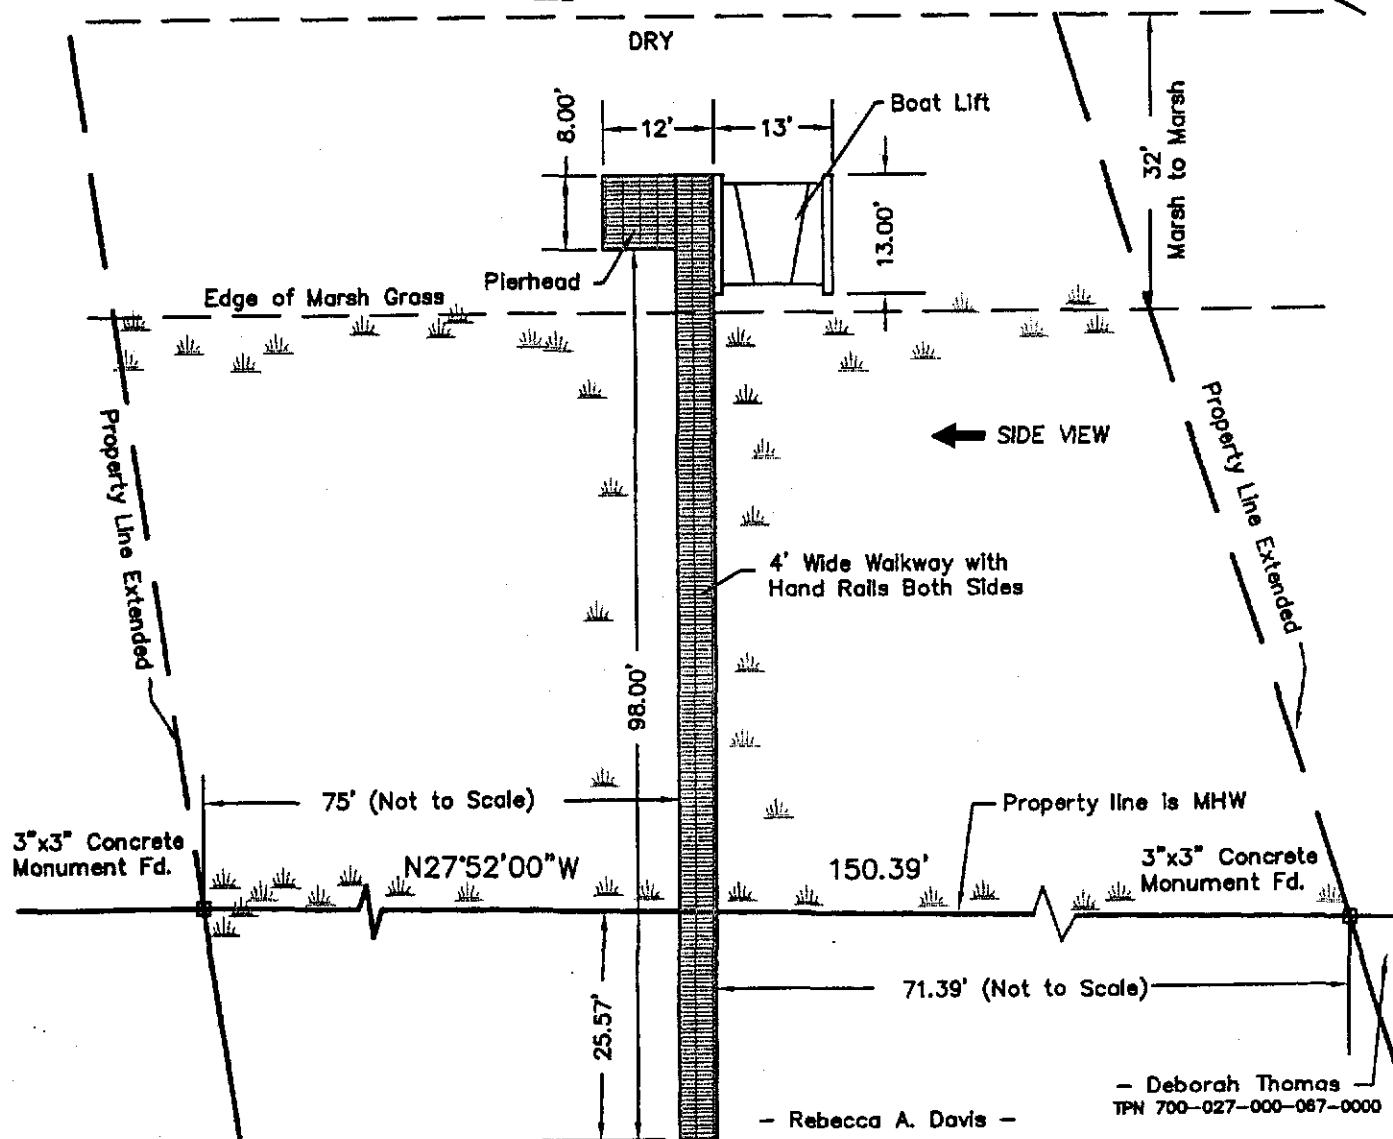 DRY
8.00'
12'
13'
Boat Lift
32'
Marsh to Marsh
13.00'
Pierhead
Edge of Marsh Grass
SIDE VIEW
Property Line Extended
Property Line Extended
4' Wide Walkway with
Hand Rails Both Sides
98.00'
75' (Not to Scale)
Property line is MHW
3"x3" Concrete
Monument Fd.
N27°52'00"W
150.39'
3"x3" Concrete
Monument Fd.
71.39' (Not to Scale)
25.57'
- Deborah Thomas -
TPN 700-027-000-067-0000
- Rebecca A. Davis -